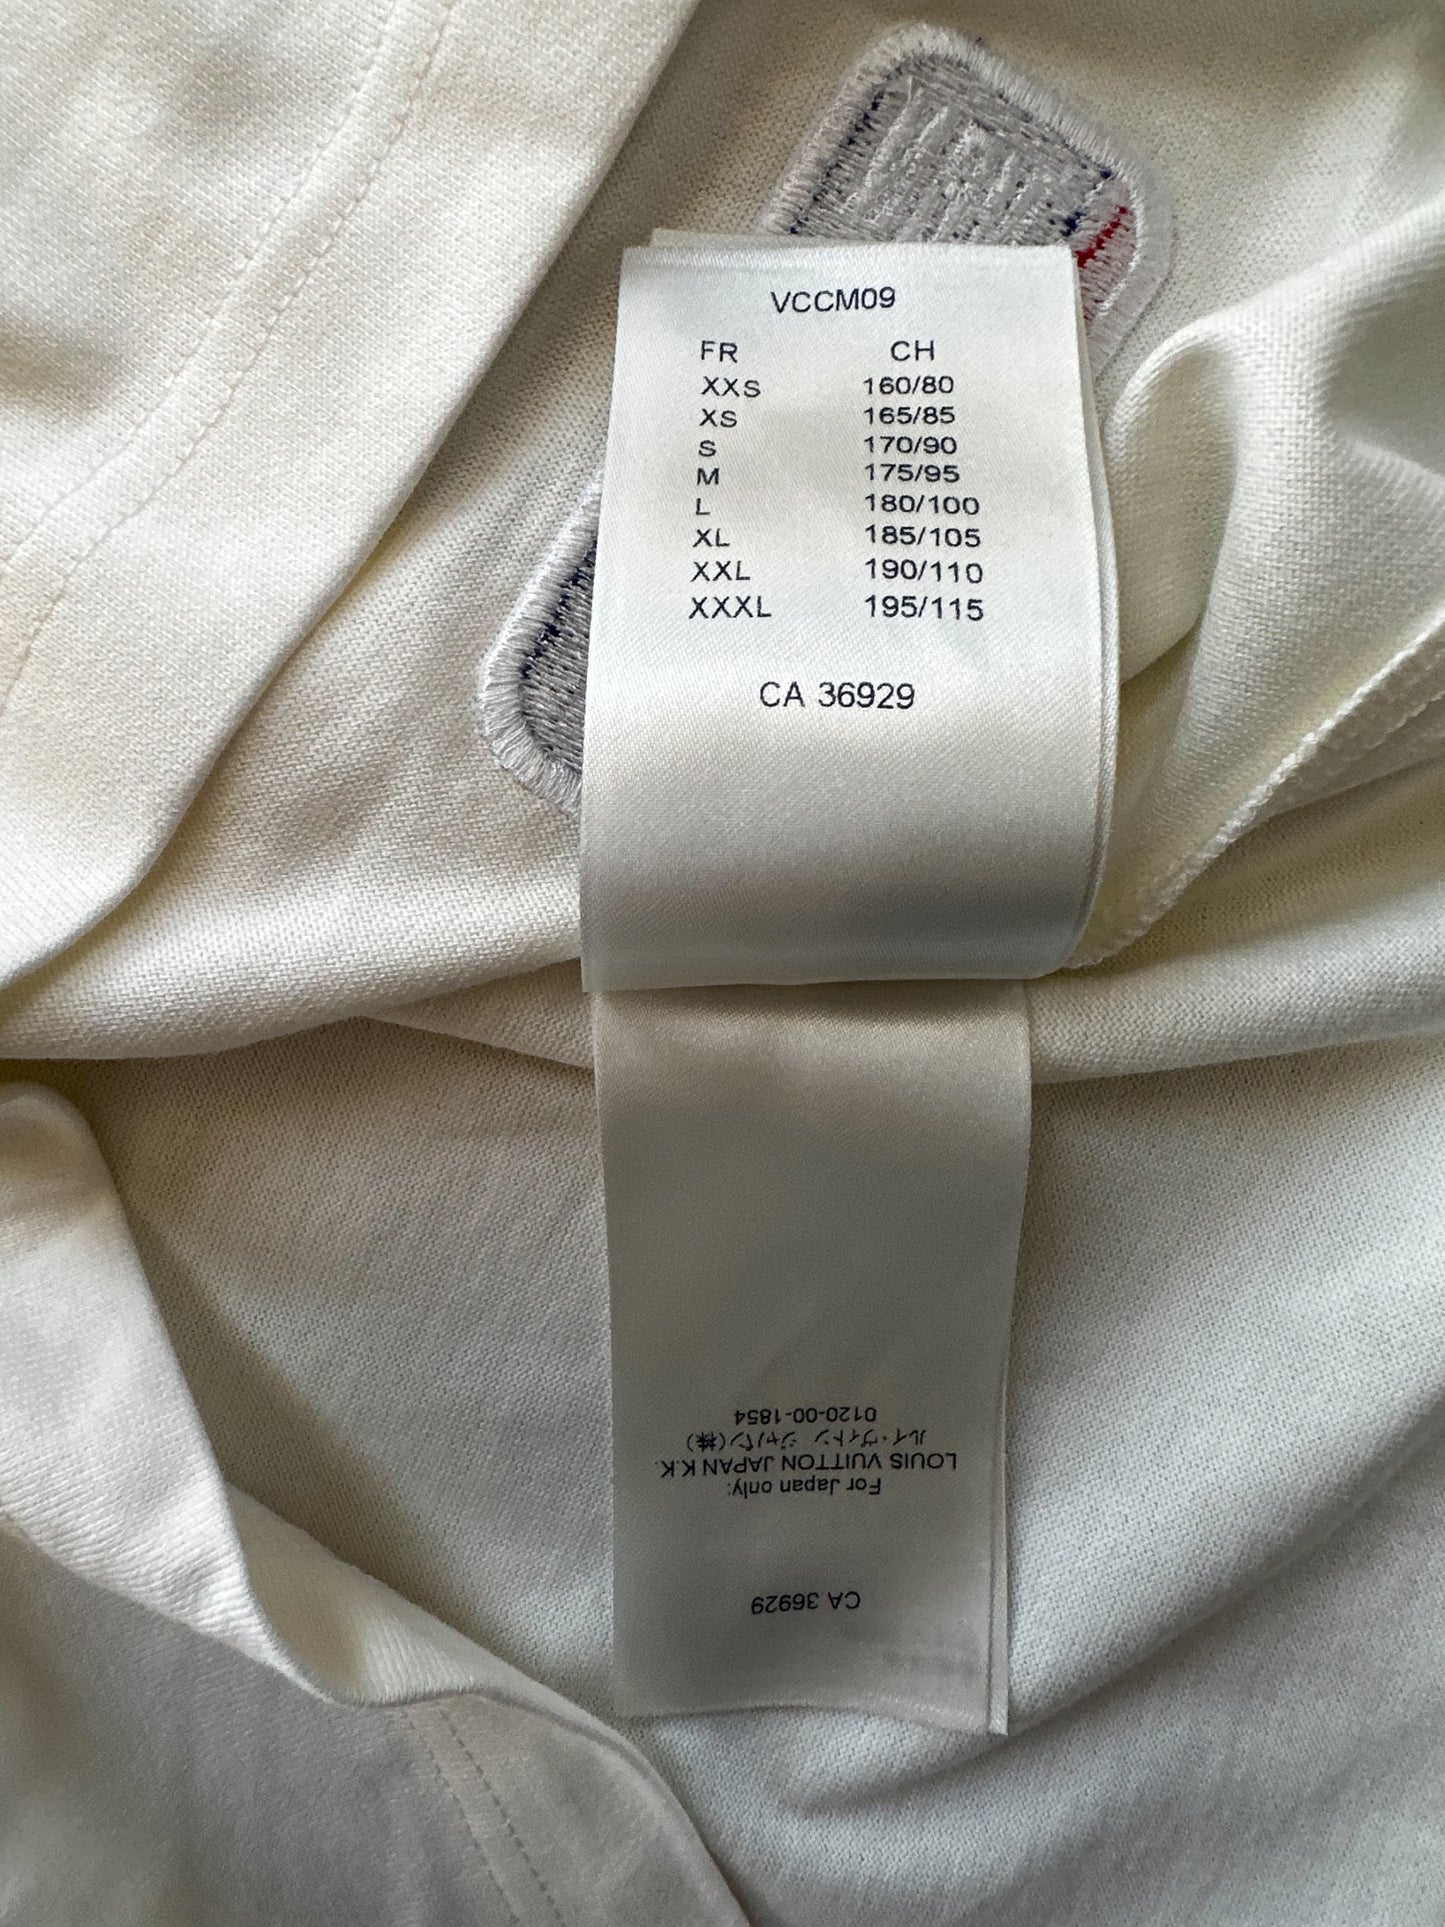 VCCM09
FR CH
XXS 160/80
XS 165/85
S 170/90
M 175/95
L 180/100
XL 185/105
XXL 190/110
XXXL 195/115
CA 36929
CA 36929
For Japan only:
LOUIS VUITTON JAPAN K.K.
ルイ・ヴィトン ジャパン(株)
0120-00-1854